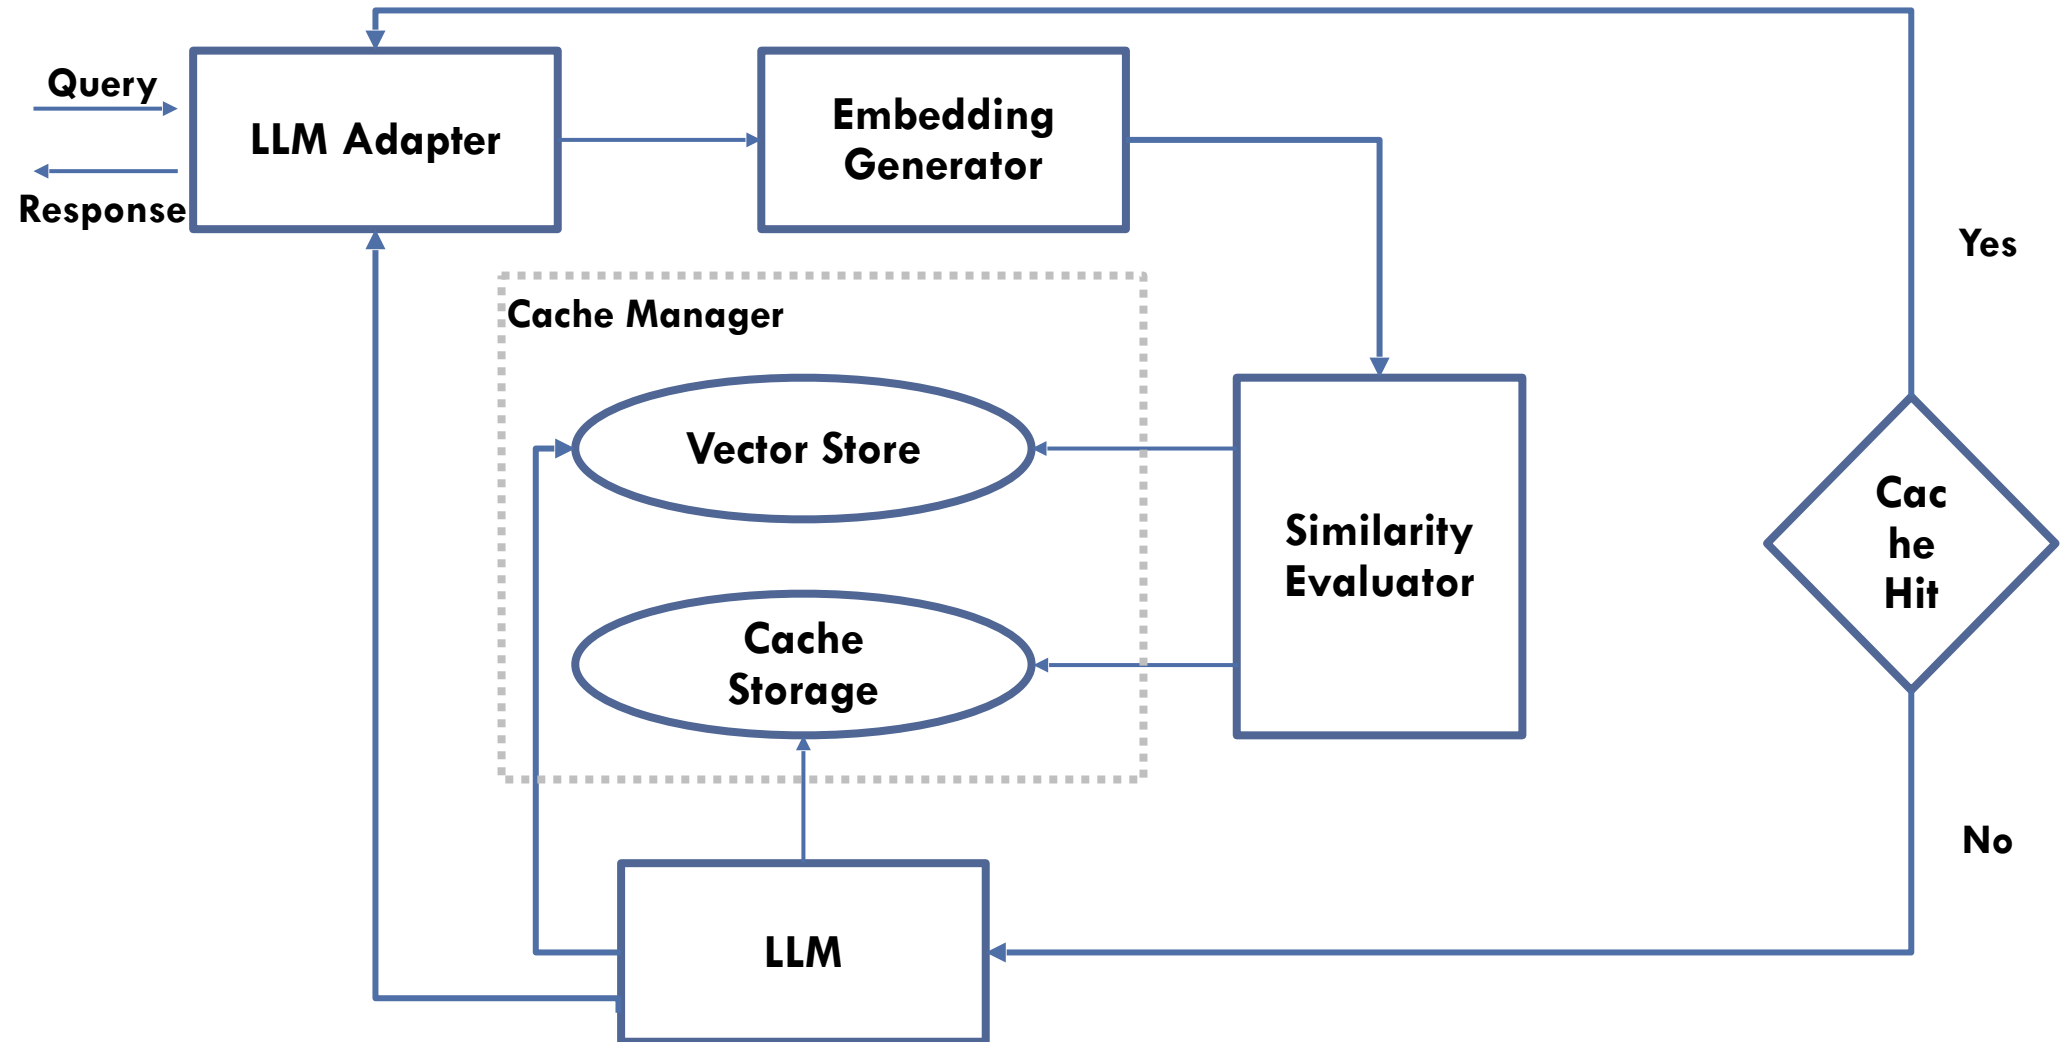 Query
Response
LLM Adapter
Embedding
Generator
Yes
Cache Manager
Vector Store
Cache
Storage
Similarity
Evaluator
Cac
he
Hit
No
LLM